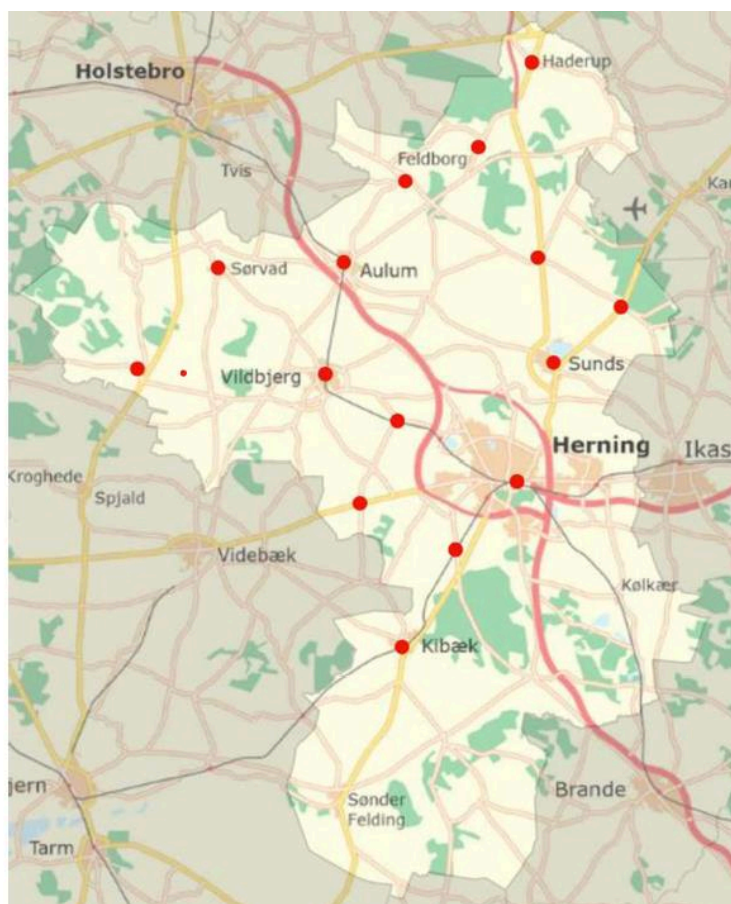 Haderup
Holstebro
Feldborg
Tvis
Kar
Sørvad
Aulum
Vildbjerg
Sunds
Herning
Ikas
Kroghede
Spjald
Videbæk
Kølkær
Kibæk
jern
Brande
Sønder
Felding
Tarm